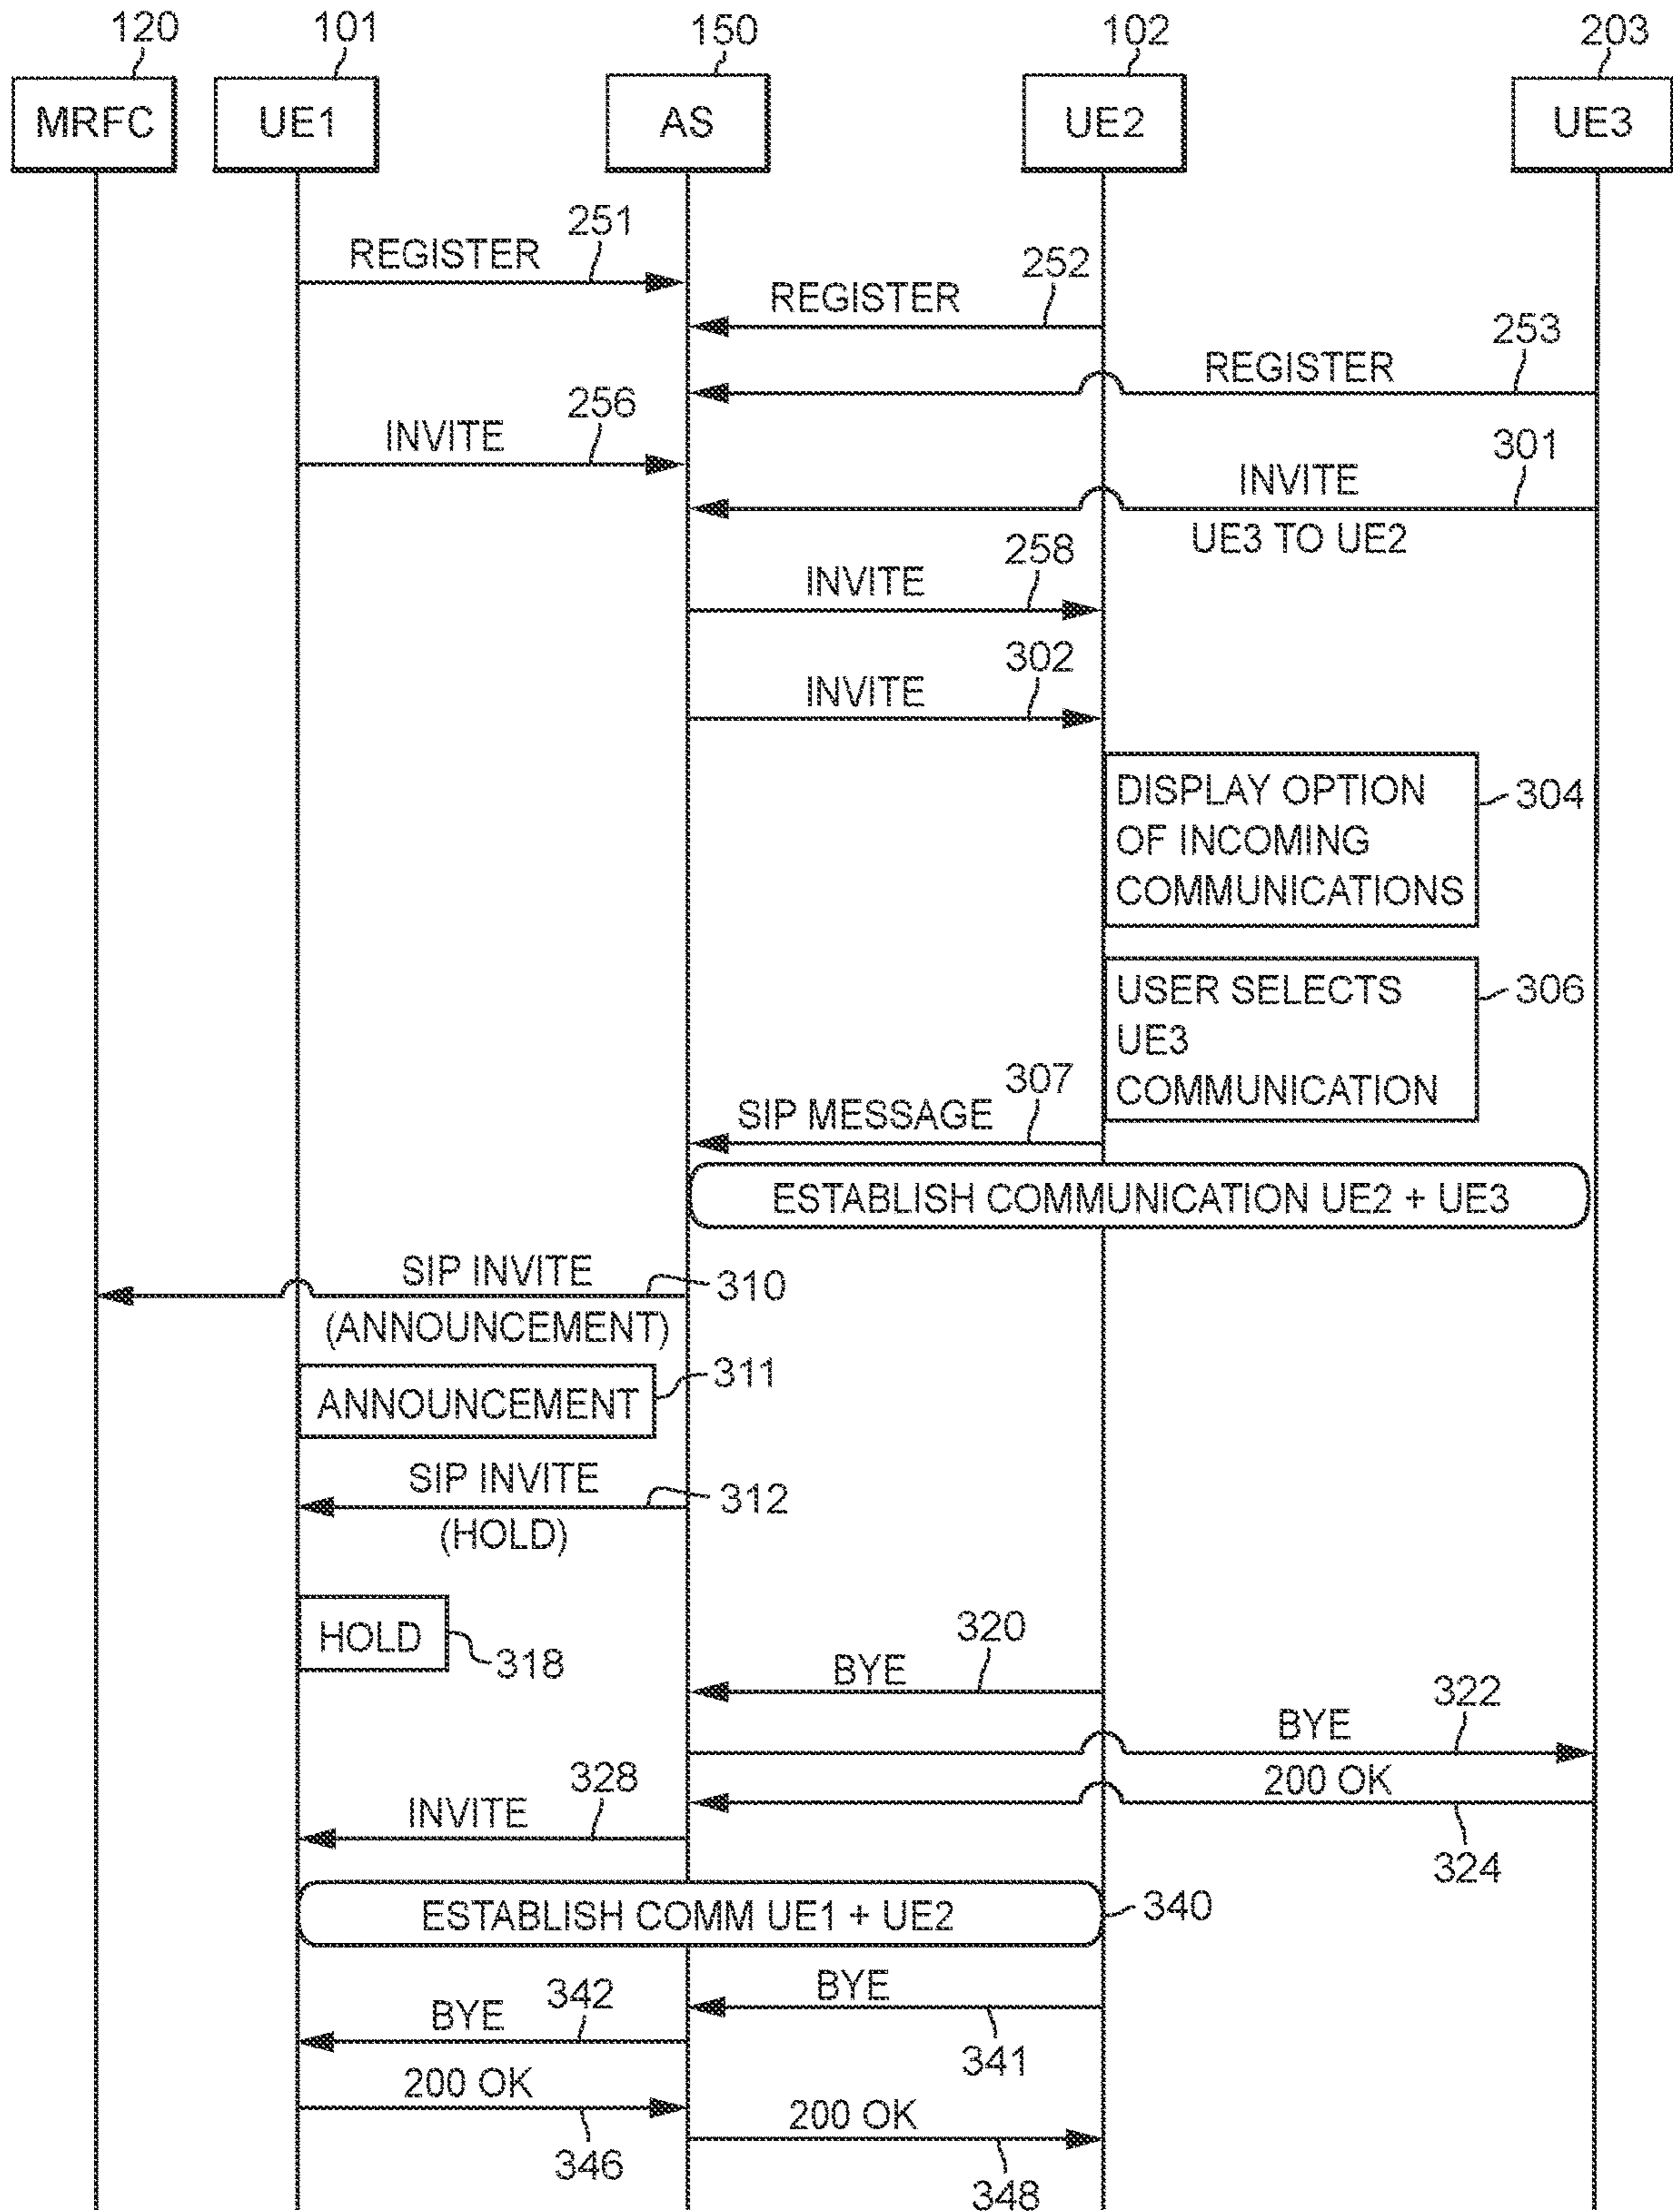 120
101
150
102
203
MRFC
UE1
AS
UE2
UE3
251
REGISTER
252
REGISTER
253
REGISTER
256
INVITE
301
INVITE
UE3 TO UE2
258
INVITE
302
INVITE
DISPLAY OPTION
OF INCOMING
COMMUNICATIONS
304
USER SELECTS
UE3
COMMUNICATION
306
307
SIP MESSAGE
ESTABLISH COMMUNICATION UE2 + UE3
SIP INVITE
310
(ANNOUNCEMENT)
311
ANNOUNCEMENT
SIP INVITE
312
(HOLD)
HOLD
318
320
BYE
322
BYE
200 OK
324
328
INVITE
ESTABLISH COMM UE1 + UE2
340
BYE
341
342
BYE
200 OK
346
200 OK
348